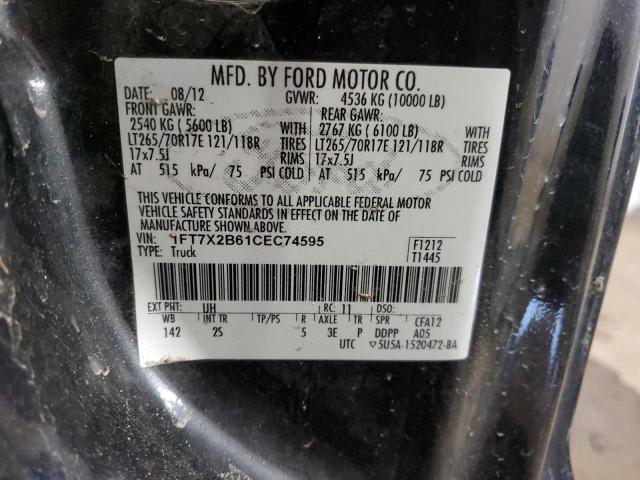 MFD. BY FORD MOTOR CO.
DATE: 08/12 GVWR: 4536 KG (10000 LB)
FRONT GAWR: REAR GAWR:
2540 KG ( 5600 LB) WITH 2767 KG ( 6100 LB) WITH
LT265/70R17E 121/118R TIRES LT265/70R17E 121/118R TIRES
17x7.5J RIMS 17x7.5J RIMS
AT 515 kPa/ 75 PSI COLD AT 515 kPa/ 75 PSI COLD
THIS VEHICLE CONFORMS TO ALL APPLICABLE FEDERAL MOTOR
VEHICLE SAFETY STANDARDS IN EFFECT ON THE DATE OF
MANUFACTURE SHOWN ABOVE.
VIN: 1FT7X2B61CEC74595 F1212
TYPE: Truck T1445
EXT PNT: UH RC: 11 DSO:
WB INT TR TP/PS R AXLE TR SPR CFA12
142 2S 5 3E P DDPP A05
UTC ▽5U5A-1520472-BA